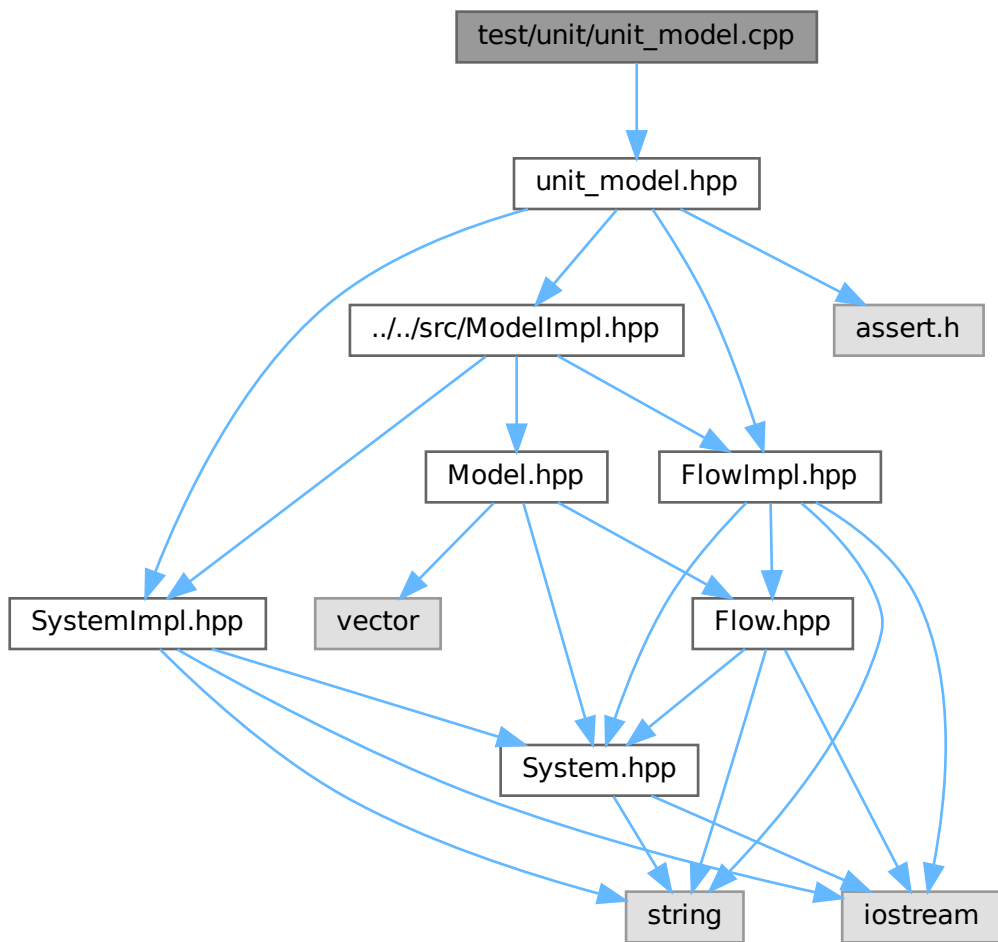 test/unit/unit_model.cpp
unit_model.hpp
../../src/ModelImpl.hpp
assert.h
Model.hpp
FlowImpl.hpp
SystemImpl.hpp
vector
Flow.hpp
System.hpp
string
iostream